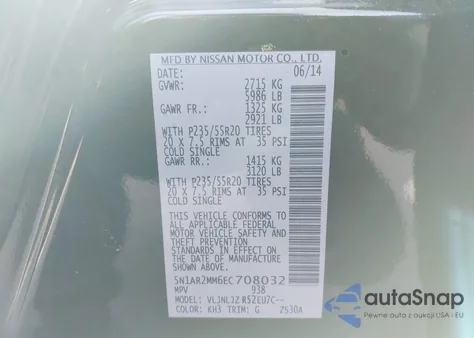 MFD BY NISSAN MOTOR CO., LTD.
DATE: 06/14
GVWR: 2715 KG
5986 LB
GAWR FR.: 1325 KG
2921 LB
WITH P235/55R20 TIRES
20 X 7.5 RIMS AT 35 PSI
COLD SINGLE
GAWR RR.: 1415 KG
3120 LB
WITH P235/55R20 TIRES
20 X 7.5 RIMS AT 35 PSI
COLD SINGLE
THIS VEHICLE CONFORMS TO
ALL APPLICABLE FEDERAL
MOTOR VEHICLE SAFETY AND
THEFT PREVENTION
STANDARDS IN EFFECT ON
THE DATE OF MANUFACTURE
SHOWN ABOVE.
5N1AR2MM6EC708032
MPV 938
MODEL: R52EU7C--
COLOR: KH3 TRIM: G
autoSnap
Доставка авто з США